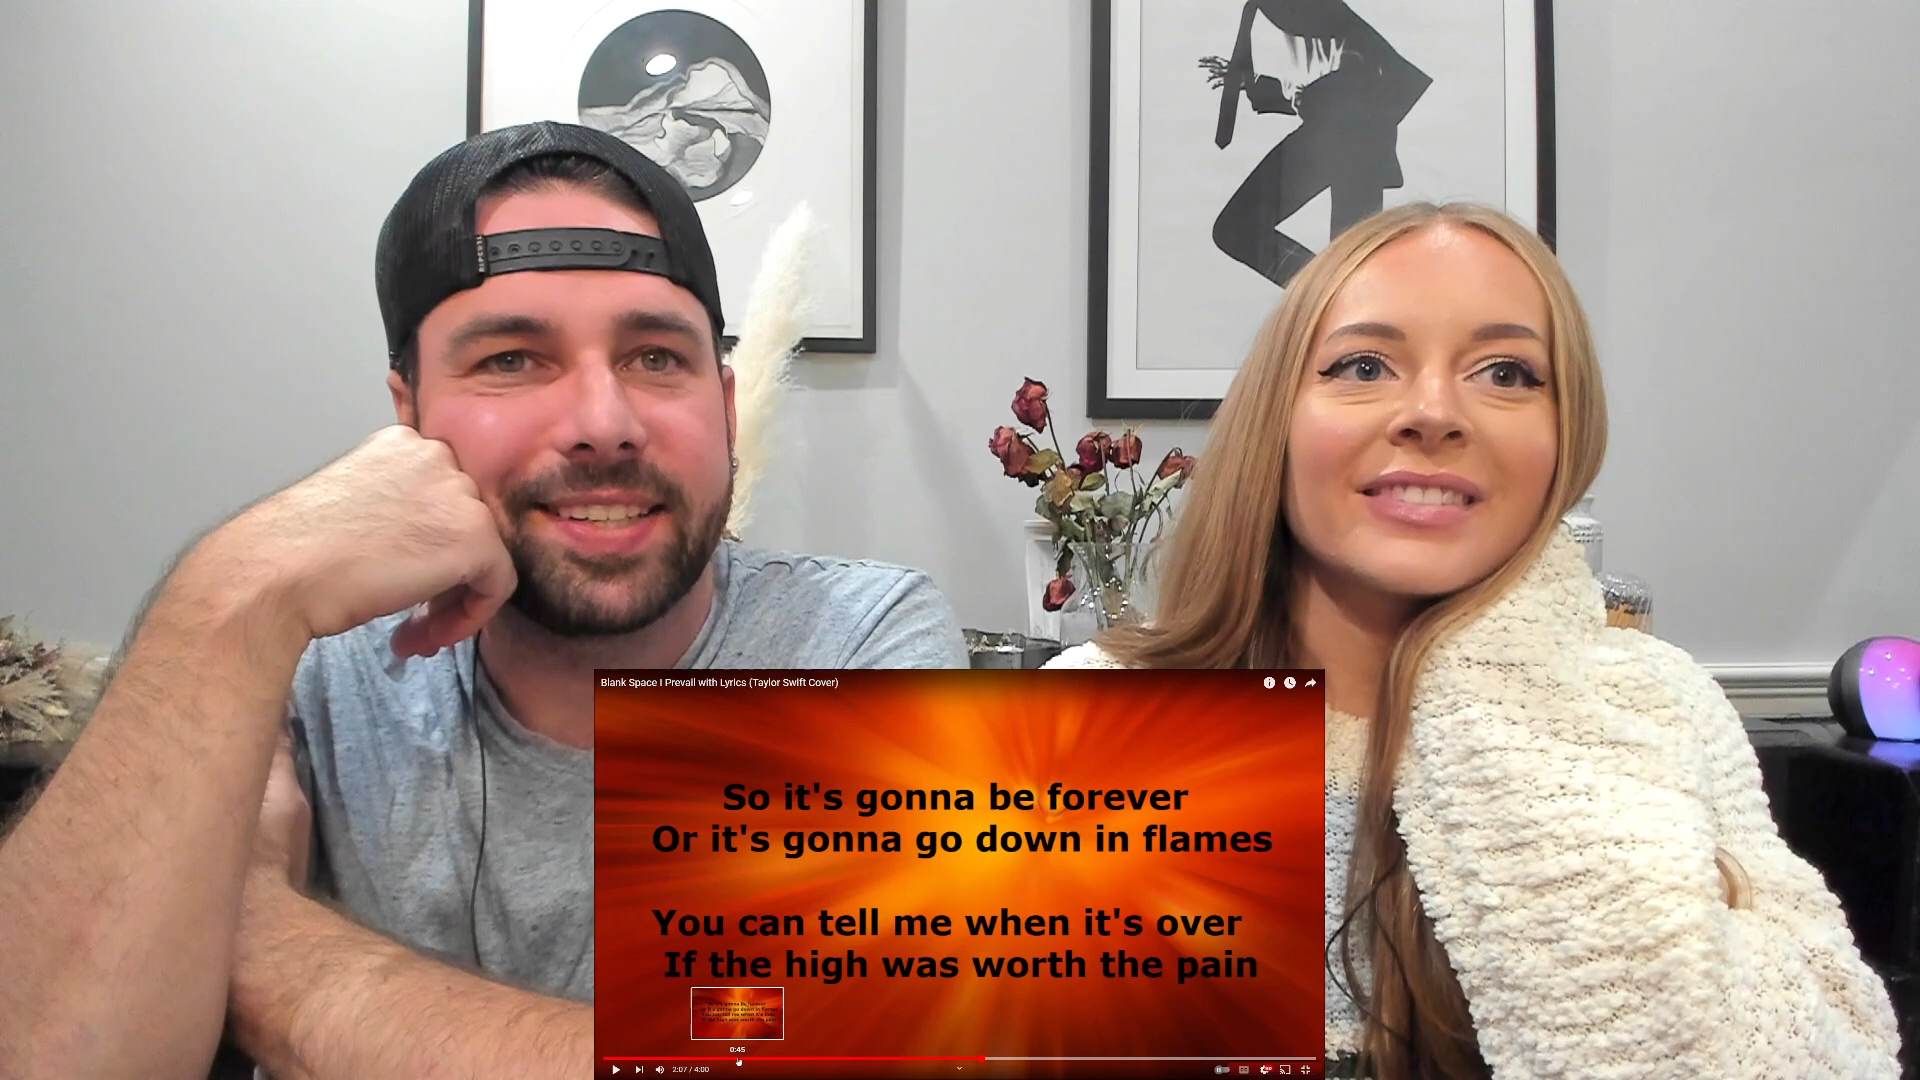 Blank Space I Prevail with Lyrics (Taylor Swift Cover)
So it's gonna be forever
Or it's gonna go down in flames
You can tell me when it's over
If the high was worth the pain
0:45
2:07 / 4:00